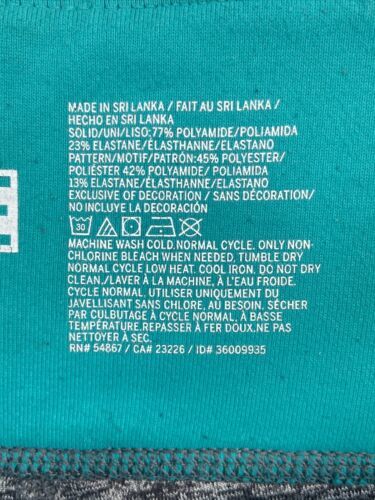 MADE IN SRI LANKA / FAIT AU SRI LANKA /
HECHO EN SRI LANKA
SOLID/UNI/LISO:77% POLYAMIDE/POLIAMIDA
23% ELASTANE/ÉLASTHANNE/ELASTANO
PATTERN/MOTIF/PATRÓN:45% POLYESTER/
POLIÉSTER 42% POLYAMIDE/POLIAMIDA
13% ELASTANE/ÉLASTHANNE/ELASTANO
EXCLUSIVE OF DECORATION / SANS DÉCORATION/
NO INCLUYE LA DECORACIÓN
30
MACHINE WASH COLD. NORMAL CYCLE. ONLY NON-
CHLORINE BLEACH WHEN NEEDED. TUMBLE DRY
NORMAL CYCLE LOW HEAT. COOL IRON. DO NOT DRY
CLEAN./LAVER À LA MACHINE, À L'EAU FROIDE.
CYCLE NORMAL. UTILISER UNIQUEMENT DU
JAVELLISANT SANS CHLORE, AU BESOIN. SÉCHER
PAR CULBUTAGE À CYCLE NORMAL, À BASSE
TEMPÉRATURE.REPASSER À FER DOUX.NE PAS
NETTOYER À SEC.
RN# 54867 / CA# 23226 / ID# 36009935